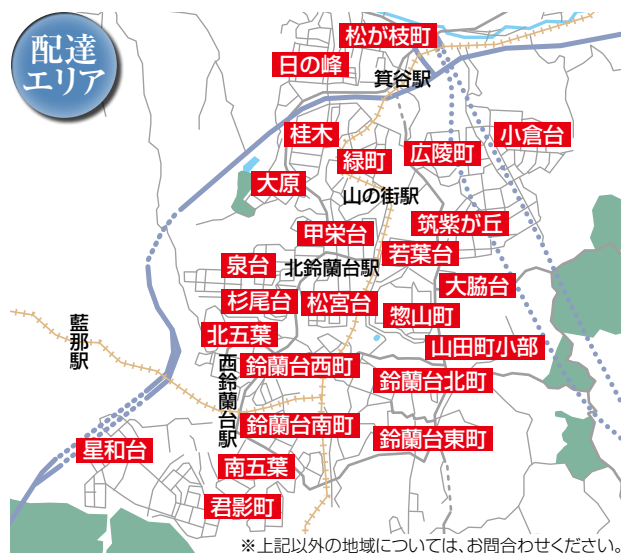 配達
エリア
松が枝町
日の峰
箕谷駅
桂木
緑町
広陵町
小倉台
大原
山の街駅
筑紫が丘
甲栄台
若葉台
泉台
北鈴蘭台駅
大脇台
杉尾台
松宮台
惣山町
藍那駅
北五葉
山田町小部
西鈴蘭台駅
鈴蘭台西町
鈴蘭台北町
鈴蘭台南町
鈴蘭台東町
星和台
南五葉
君影町
※上記以外の地域については、お問合わせください。